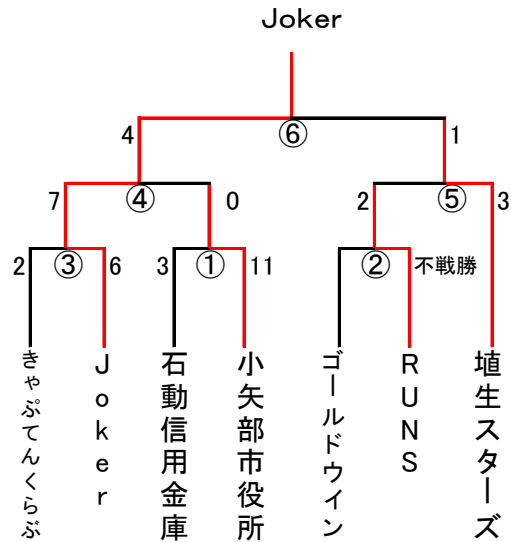 Joker
4 ⑥ 1
7 ④ 0 2 ⑤ 3
2 ③ 6 3 ① 11 ② 不戦勝
きゃぷてんくらぶ
Joker
石動信用金庫
小矢部市役所
ゴールドウイン
RUNS
埴生スターズ